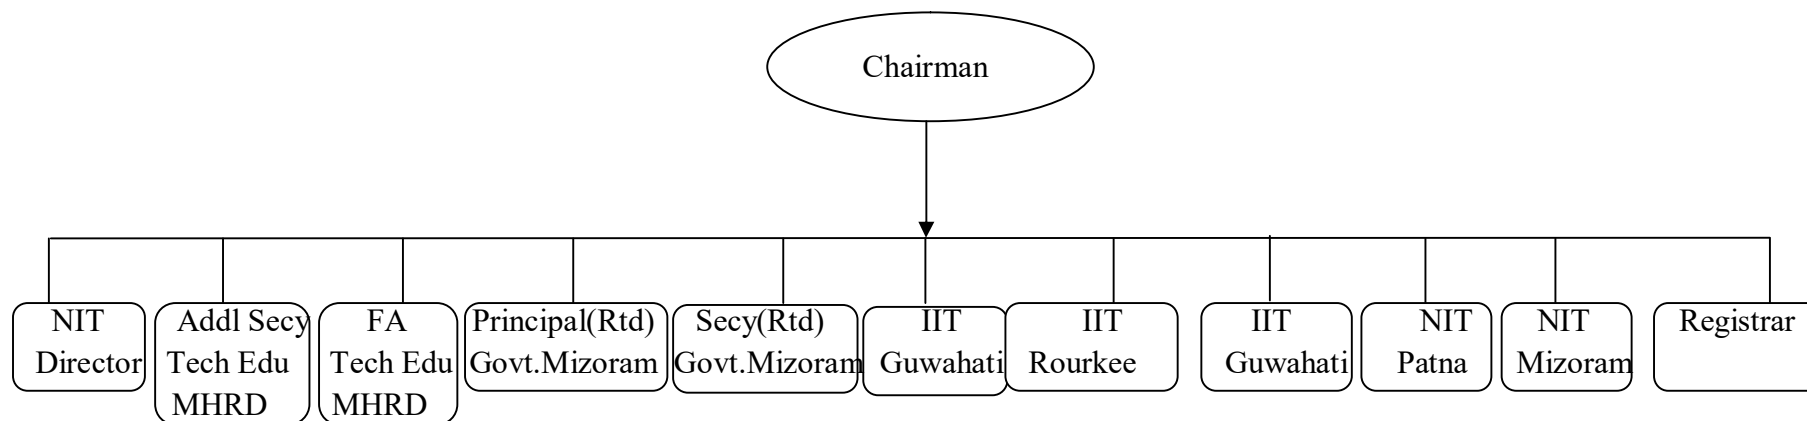 Chairman
NIT
Director
Addl Secy
Tech Edu
MHRD
FA
Tech Edu
MHRD
Principal(Rtd)
Govt.Mizoram
Secy(Rtd)
Govt.Mizoram
IIT
Guwahati
IIT
Rourkee
IIT
Guwahati
NIT
Patna
NIT
Mizoram
Registrar